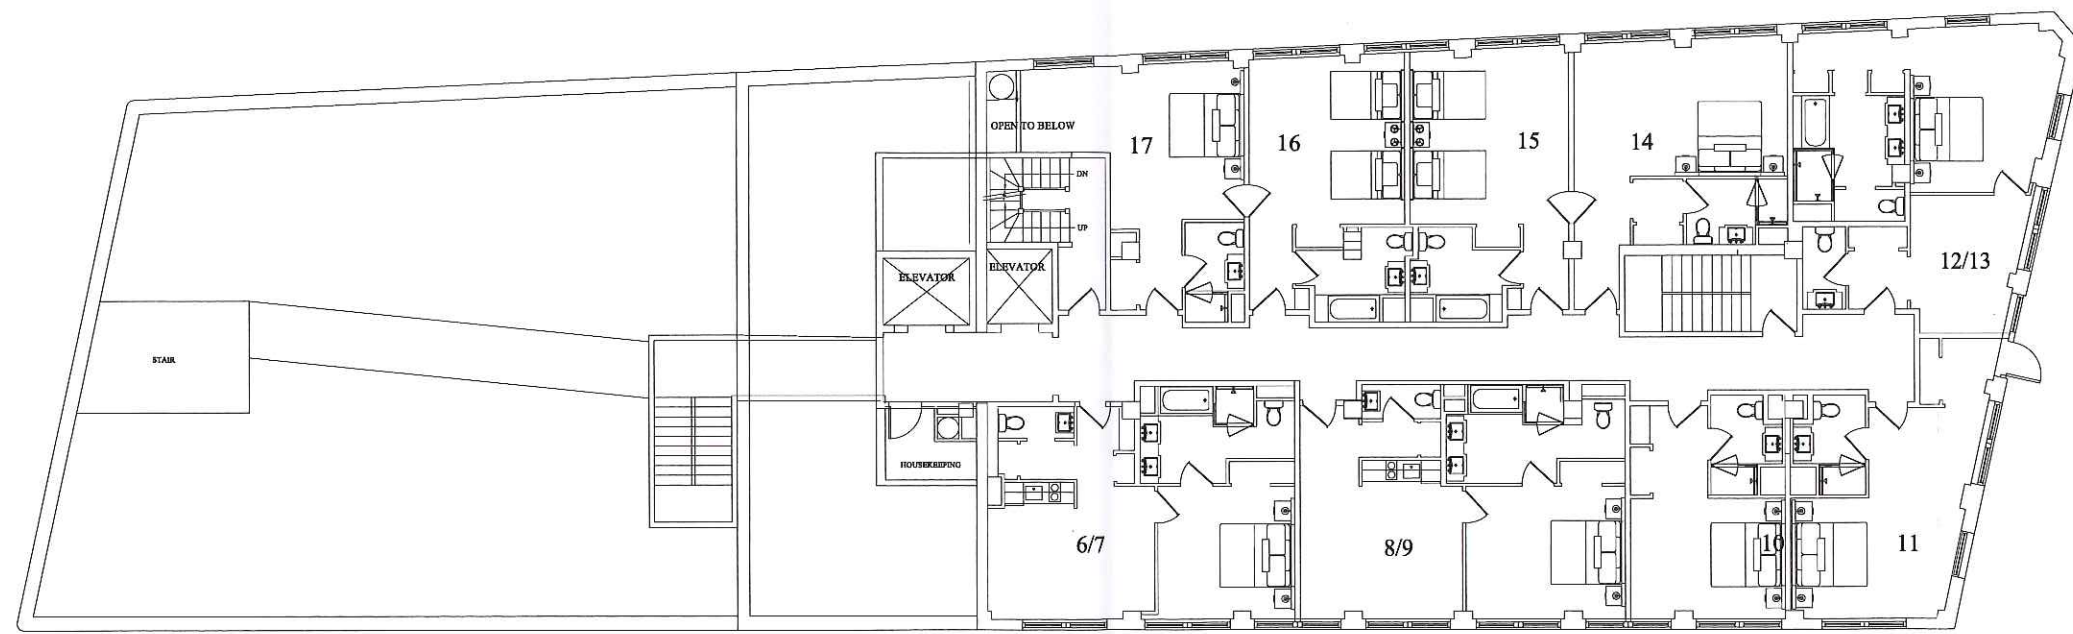 OPEN TO BELOW
17
16
15
14
DN
UP
ELEVATOR
ELEVATOR
12/13
STAIR
HOUSEKEEPING
6/7
8/9
10
11